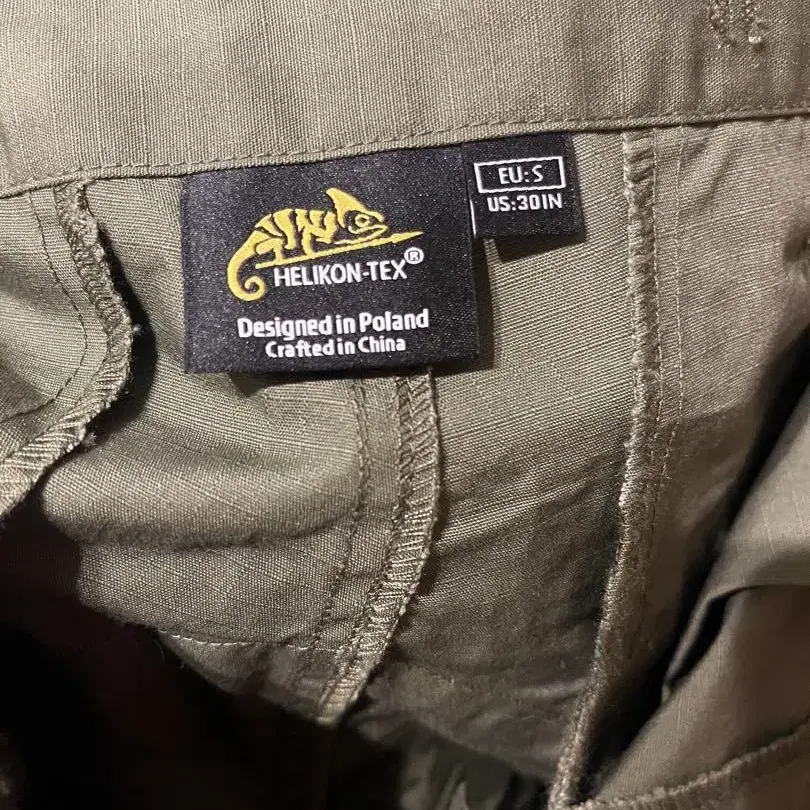 HELIKON-TEX®
Designed in Poland
Crafted in China
EU: S
US:30IN